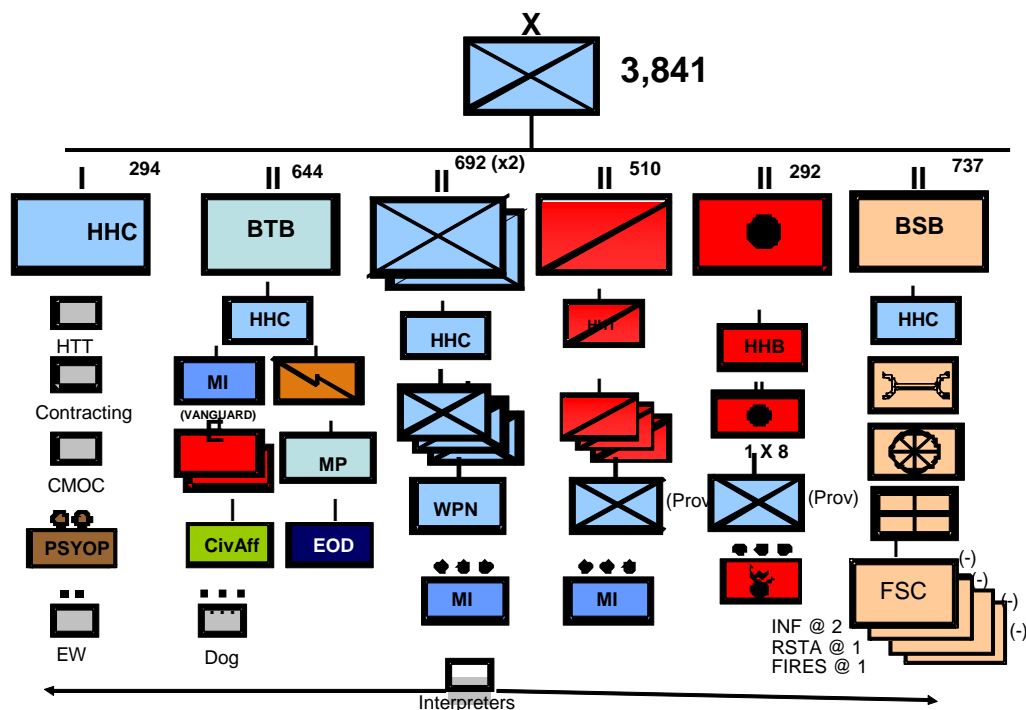 X
3,841
I 294
II 644
II 692 (x2)
II 510
II 292
II 737
HHC
BTB
BSB
HTT
Contracting
CMOC
PSYOP
EW
HHC
MI
(VANGUARD)
E
MP
CivAff
EOD
Dog
HHC
WPN
MI
(Prov
MI
HHB
II
1 X 8
(Prov)
HHC
FSC
(-)
(-)
(-)
(-)
INF @ 2
RSTA @ 1
FIRES @ 1
Interpreters